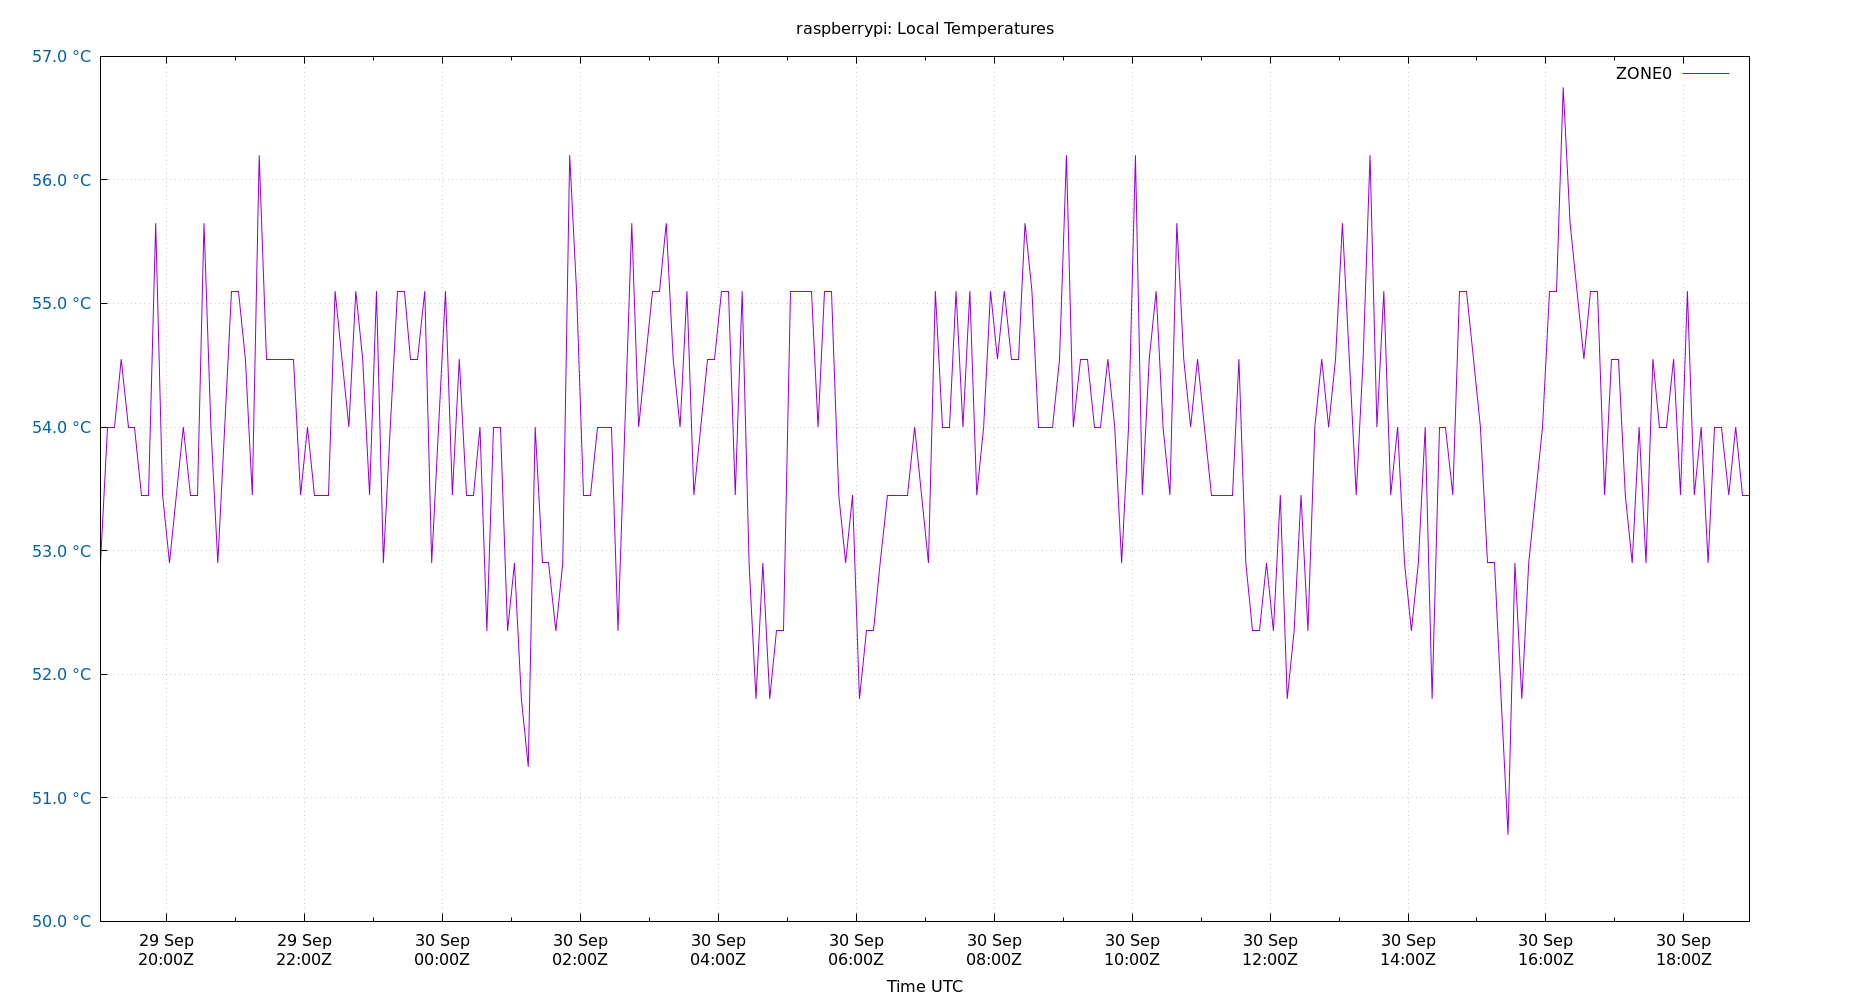 raspberrypi: Local Temperatures
57.0 °C
ZONE0
56.0 °C
55.0 °C
54.0 °C
53.0 °C
52.0 °C
51.0 °C
50.0 °C
29 Sep 29 Sep 30 Sep 30 Sep 30 Sep 30 Sep 30 Sep 30 Sep 30 Sep 30 Sep 30 Sep 30 Sep
20:00Z 22:00Z 00:00Z 02:00Z 04:00Z 06:00Z 08:00Z 10:00Z 12:00Z 14:00Z 16:00Z 18:00Z
Time UTC